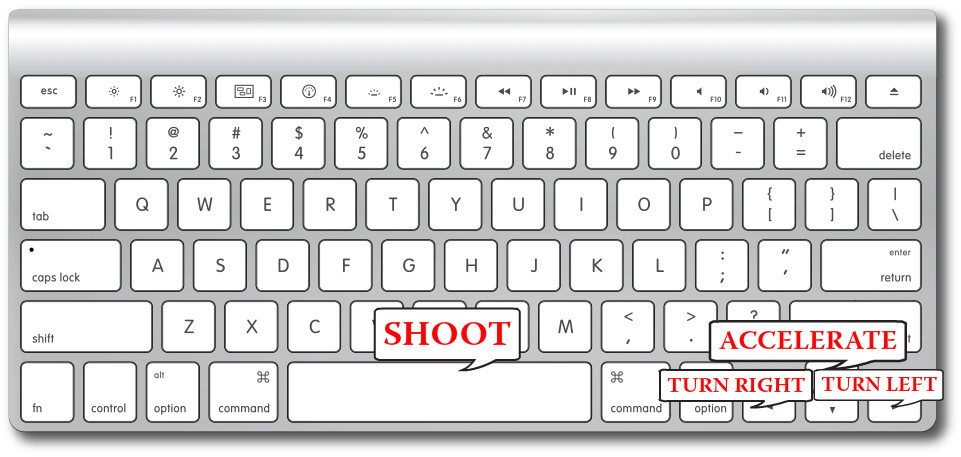 esc F1 F2 F3 F4 F5 F6 F7 F8 F9 F10 F11 F12
~ ! @ # $ % ^ & * ( ) – +
` 1 2 3 4 5 6 7 8 9 0 - = delete
tab Q W E R T Y U I O P { [ } ] | \
caps lock A S D F G H J K L : ; “ ‘ enter return
shift Z X C M < , > . ?
SHOOT
ACCELERATE
fn control alt option ⌘ command ⌘ command option
TURN RIGHT TURN LEFT